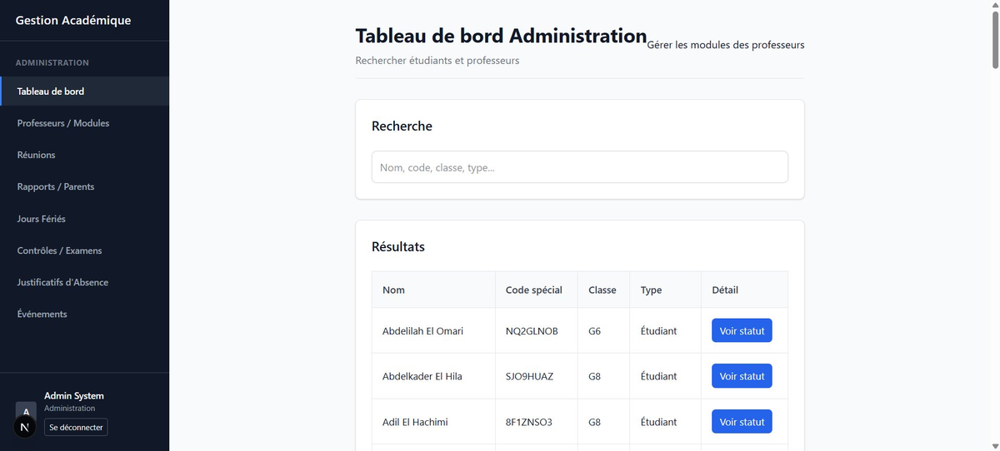 Gestion Académique
ADMINISTRATION
Tableau de bord
Professeurs / Modules
Réunions
Rapports / Parents
Jours Fériés
Contrôles / Examens
Justificatifs d'Absence
Événements
A
N
Admin System
Administration
Se déconnecter
Tableau de bord Administration
Gérer les modules des professeurs
Rechercher étudiants et professeurs
Recherche
Nom, code, classe, type...
Résultats
Nom Code spécial Classe Type Détail
Abdelilah El Omari NQ2GLNOB G6 Étudiant Voir statut
Abdelkader El Hila SJO9HUAZ G8 Étudiant Voir statut
Adil El Hachimi 8F1ZNSO3 G8 Étudiant Voir statut